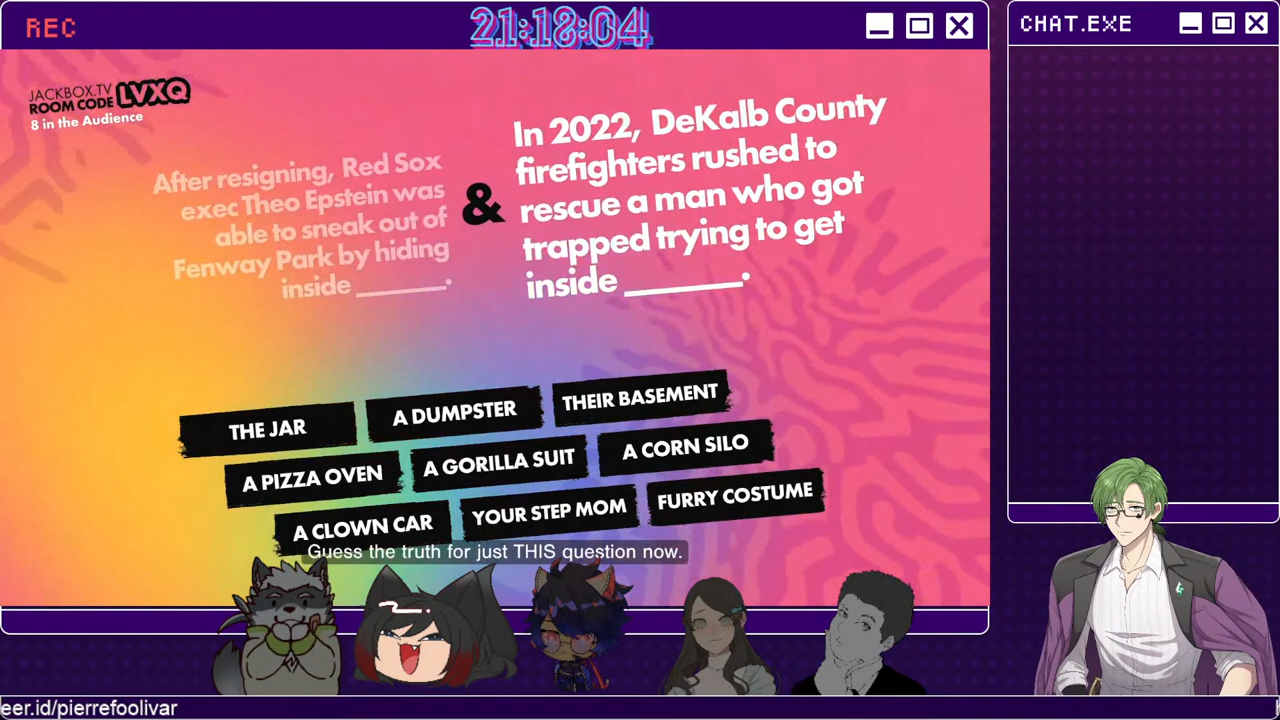 REC
21:18:04
CHAT.EXE
JACKBOX.TV
ROOM CODE LVXQ
8 in the Audience
After resigning, Red Sox
exec Theo Epstein was
able to sneak out of
Fenway Park by hiding
inside ________.
&
In 2022, DeKalb County
firefighters rushed to
rescue a man who got
trapped trying to get
inside ________.
THE JAR
A DUMPSTER
THEIR BASEMENT
A PIZZA OVEN
A GORILLA SUIT
A CORN SILO
A CLOWN CAR
YOUR STEP MOM
FURRY COSTUME
Guess the truth for just THIS question now.
eer.id/pierrefoolivar